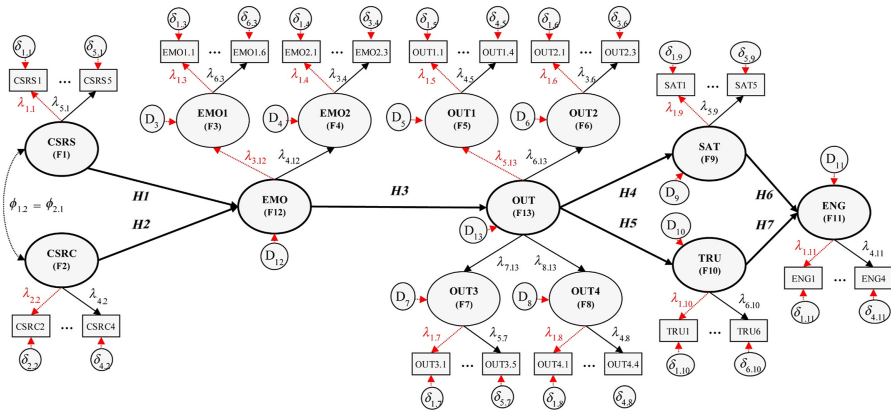 δ1.1 δ5.1 δ1.3 δ6.3 δ1.4 δ3.4 δ1.5 δ4.5 δ1.6 δ3.6 δ1.9 δ5.9
CSRS1 ... CSRS5
EMO1.1 ... EMO1.6
EMO2.1 ... EMO2.3
OUT1.1 ... OUT1.4
OUT2.1 ... OUT2.3
SAT1 ... SAT5
λ1.1 λ5.1 λ1.3 λ6.3 λ1.4 λ3.4 λ1.5 λ4.5 λ1.6 λ3.6 λ1.9 λ5.9
D3
EMO1
(F3)
D4
EMO2
(F4)
D5
OUT1
(F5)
D6
OUT2
(F6)
CSRS
(F1)
SAT
(F9)
D9
D11
λ3.12 λ4.12 λ5.13 λ6.13
ϕ1.2 = ϕ2.1
H1
H2
EMO
(F12)
D12
H3
OUT
(F13)
D13
H4
H5
H6
H7
ENG
(F11)
CSRC
(F2)
D10
TRU
(F10)
λ7.13 λ8.13
λ1.11 λ4.11
D7
OUT3
(F7)
D8
OUT4
(F8)
λ2.2 λ4.2
CSRC2 ... CSRC4
δ2.2 δ4.2
λ1.7 λ5.7 λ1.8 λ4.8
OUT3.1 ... OUT3.5
OUT4.1 ... OUT4.4
δ1.7 δ5.7 δ1.8 δ4.8
λ1.10 λ6.10
TRU1 ... TRU6
δ1.10 δ6.10
ENG1 ... ENG4
δ1.11 δ4.11